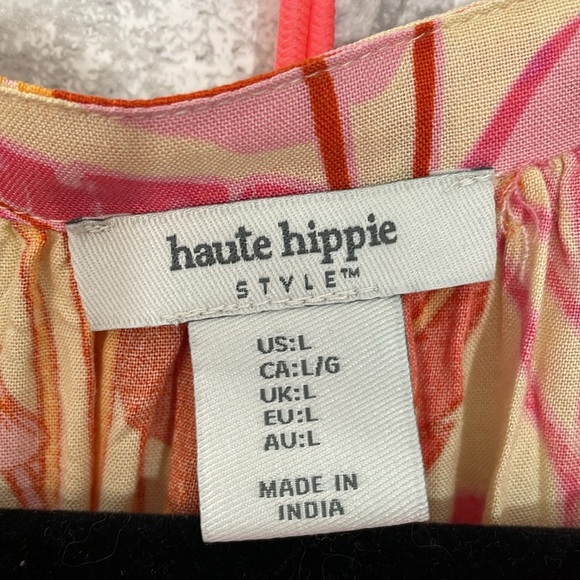 haute hippie
STYLE™
US:L
CA:L/G
UK:L
EU:L
AU:L
MADE IN
INDIA